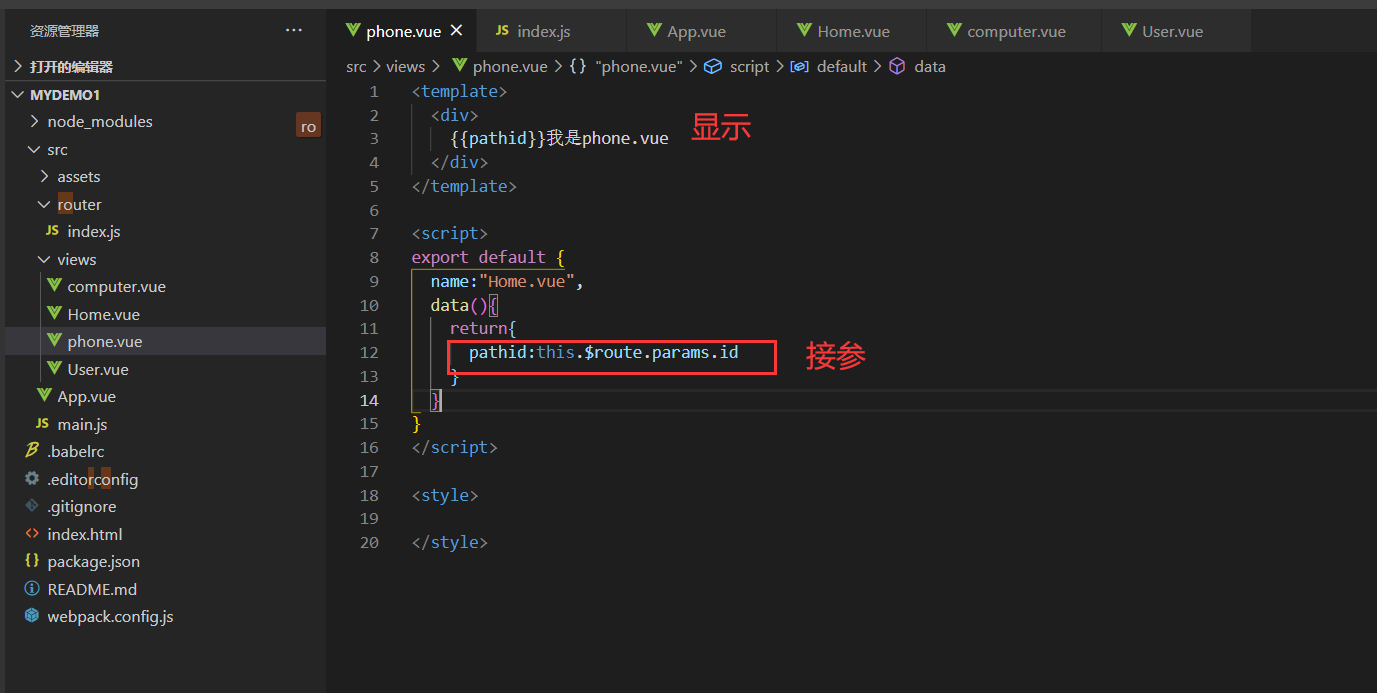 资源管理器 ···
打开的编辑器
MYDEMO1
node_modules
ro
src
assets
router
JS index.js
views
computer.vue
Home.vue
phone.vue
User.vue
App.vue
JS main.js
.babelrc
.editorconfig
.gitignore
<> index.html
{} package.json
README.md
webpack.config.js
phone.vue × JS index.js App.vue Home.vue computer.vue User.vue
src > views > phone.vue > {} "phone.vue" > script > default > data
1 <template>
2 <div>
3 {{pathid}}我是phone.vue 显示
4 </div>
5 </template>
6
7 <script>
8 export default {
9 name:"Home.vue",
10 data(){
11 return{
12 pathid:this.$route.params.id 接参
13 }
14 }
15 }
16 </script>
17
18 <style>
19
20 </style>